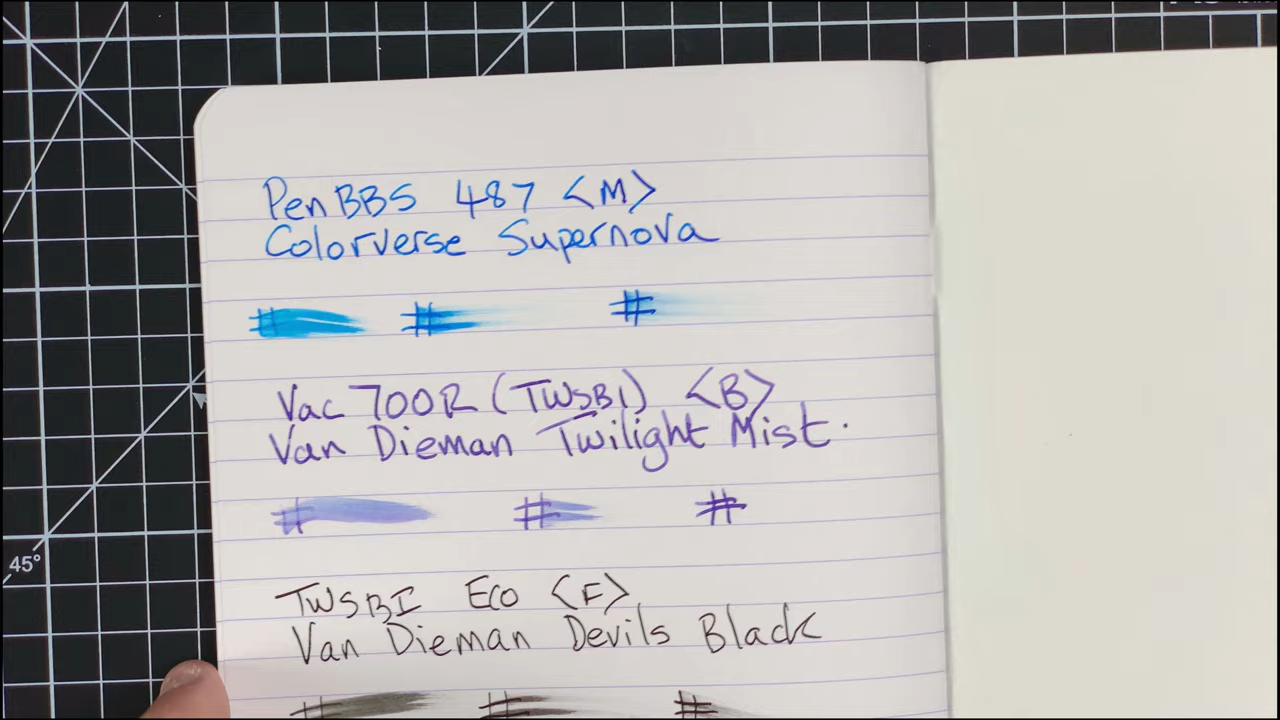 PenBBS 487 <M>
Colorverse Supernova
# # #
Vac 700R (TWSBI) <B>
Van Dieman Twilight Mist.
# # #
TWSBI Eco <F>
Van Dieman Devils Black
# # #
45°